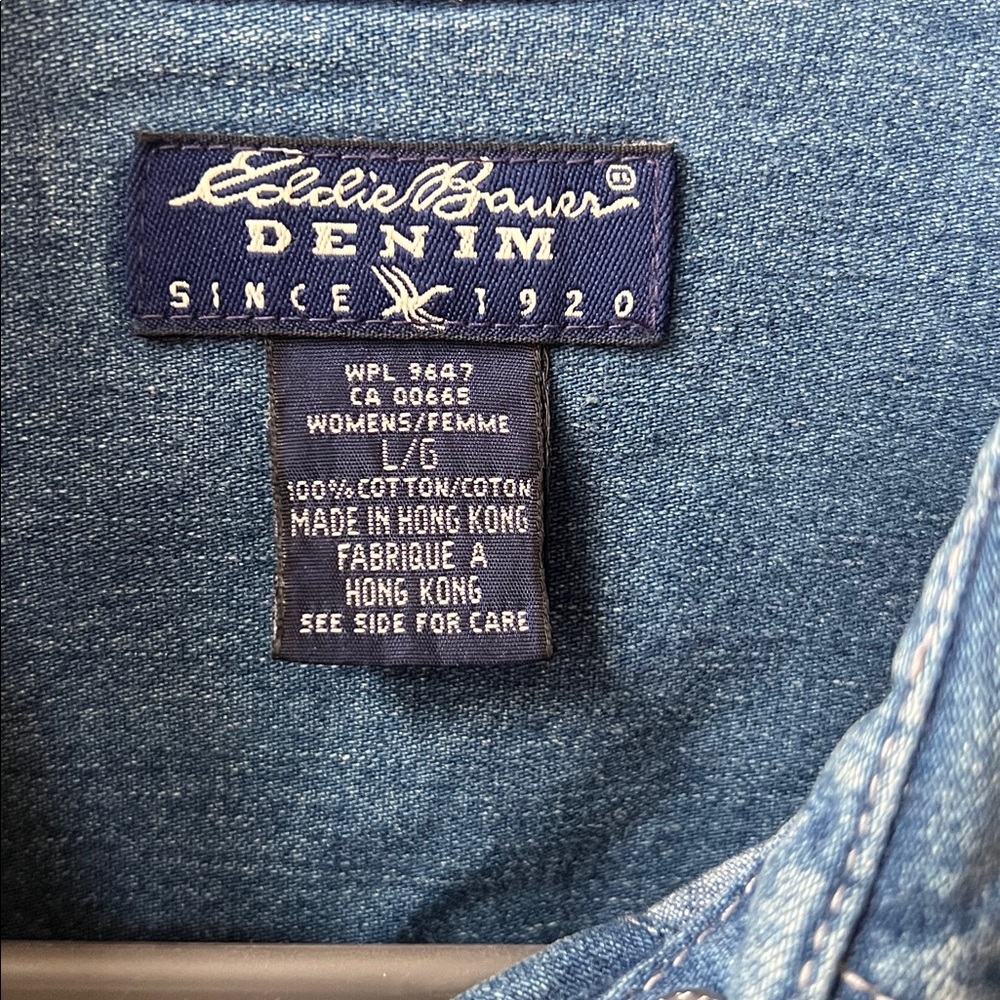 Eddie Bauer®
DENIM
SINCE 1920
WPL 9647
CA 00665
WOMENS/FEMME
L/G
100% COTTON/COTON
MADE IN HONG KONG
FABRIQUE A
HONG KONG
SEE SIDE FOR CARE